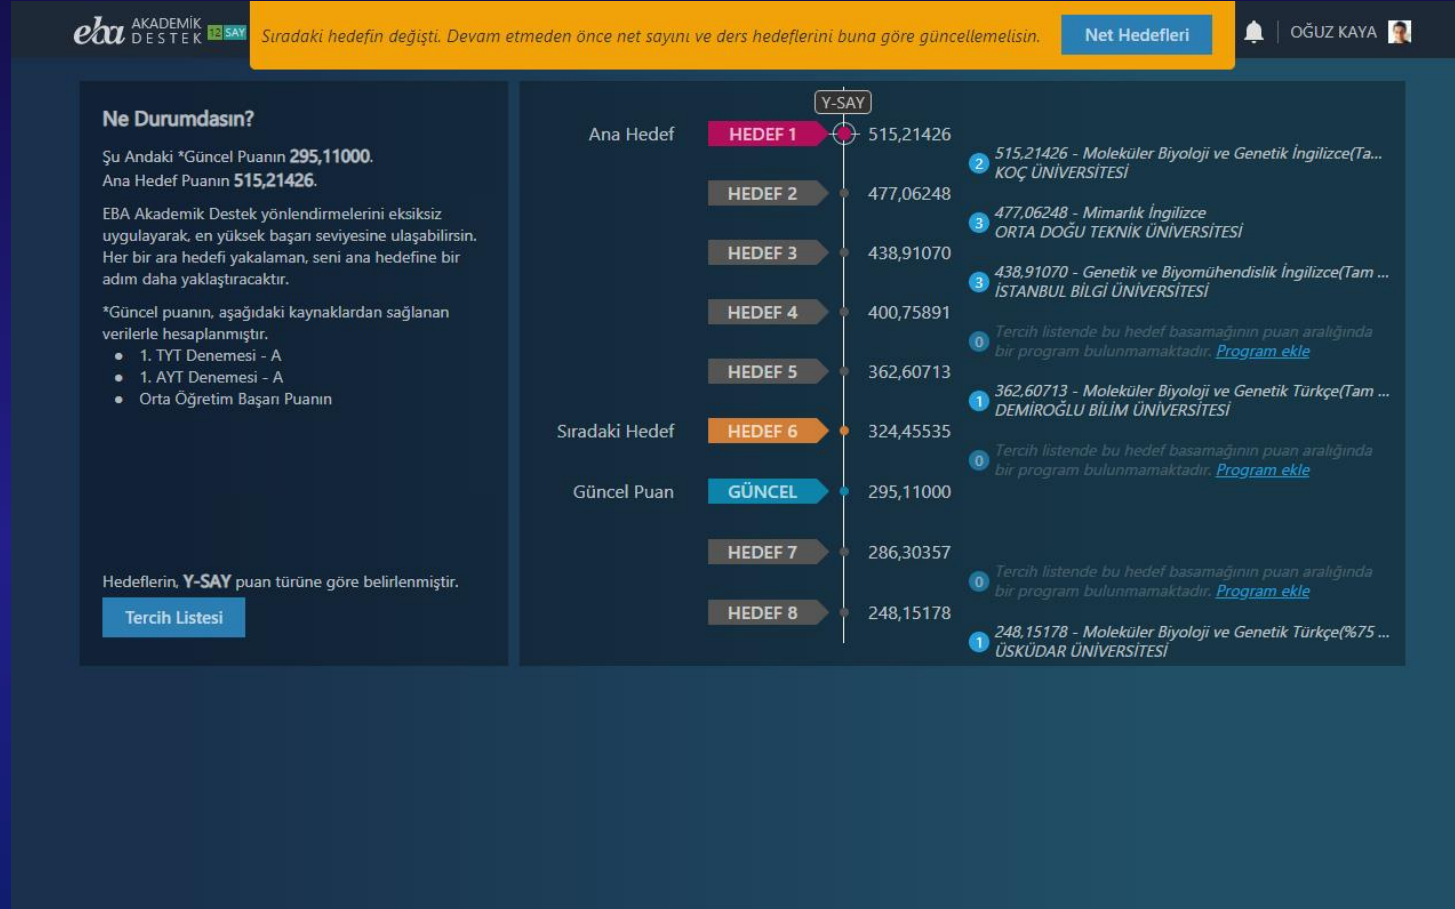 eba AKADEMİK DESTEK 12 SAY
Sıradaki hedefin değişti. Devam etmeden önce net sayını ve ders hedeflerini buna göre güncellemelisin.
Net Hedefleri
OĞUZ KAYA
Ne Durumdasın?
Şu Andaki *Güncel Puanın 295,11000.
Ana Hedef Puanın 515,21426.
EBA Akademik Destek yönlendirmelerini eksiksiz
uygulayarak, en yüksek başarı seviyesine ulaşabilirsin.
Her bir ara hedefi yakalaman, seni ana hedefine bir
adım daha yaklaştıracaktır.
*Güncel puanın, aşağıdaki kaynaklardan sağlanan
verilerle hesaplanmıştır.
● 1. TYT Denemesi - A
● 1. AYT Denemesi - A
● Orta Öğretim Başarı Puanın
Hedeflerin, Y-SAY puan türüne göre belirlenmiştir.
Tercih Listesi
Y-SAY
Ana Hedef HEDEF 1 515,21426
2 515,21426 - Moleküler Biyoloji ve Genetik İngilizce(Ta...
KOÇ ÜNİVERSİTESİ
HEDEF 2 477,06248
3 477,06248 - Mimarlık İngilizce
ORTA DOĞU TEKNİK ÜNİVERSİTESİ
HEDEF 3 438,91070
3 438,91070 - Genetik ve Biyomühendislik İngilizce(Tam ...
İSTANBUL BİLGİ ÜNİVERSİTESİ
HEDEF 4 400,75891
0 Tercih listende bu hedef basamağının puan aralığında
bir program bulunmamaktadır. Program ekle
HEDEF 5 362,60713
1 362,60713 - Moleküler Biyoloji ve Genetik Türkçe(Tam ...
DEMİROĞLU BİLİM ÜNİVERSİTESİ
Sıradaki Hedef HEDEF 6 324,45535
0 Tercih listende bu hedef basamağının puan aralığında
bir program bulunmamaktadır. Program ekle
Güncel Puan GÜNCEL 295,11000
HEDEF 7 286,30357
0 Tercih listende bu hedef basamağının puan aralığında
bir program bulunmamaktadır. Program ekle
HEDEF 8 248,15178
1 248,15178 - Moleküler Biyoloji ve Genetik Türkçe(%75 ...
ÜSKÜDAR ÜNİVERSİTESİ